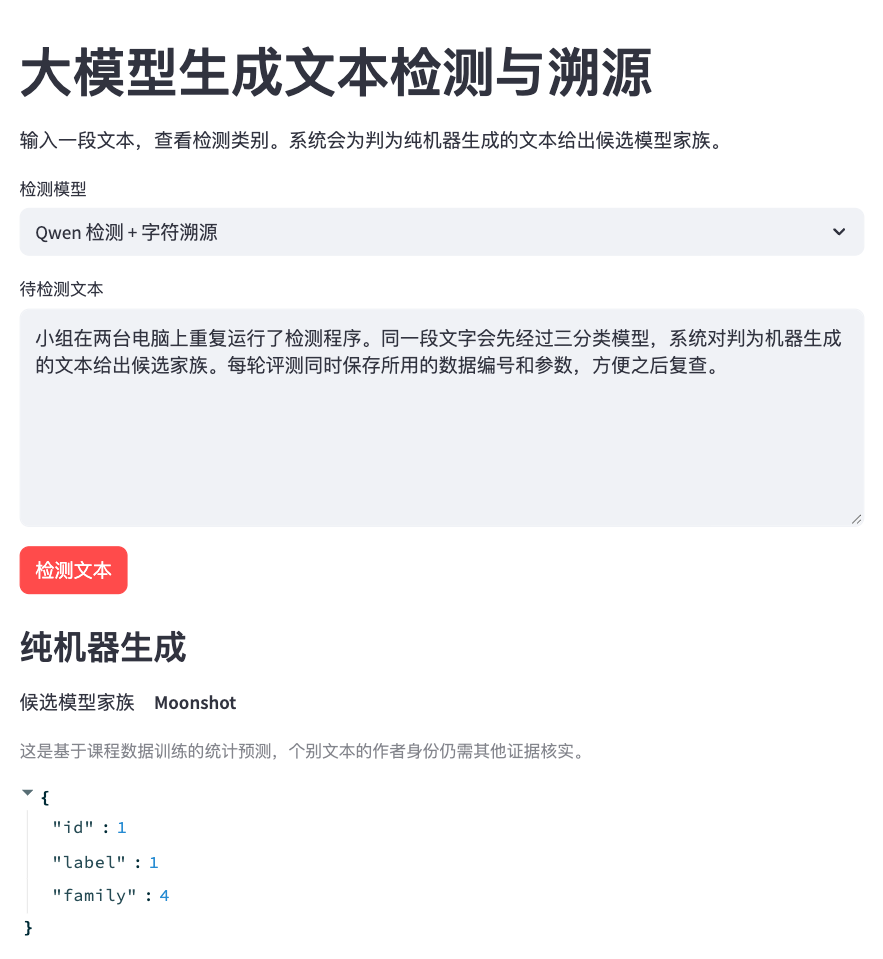 大模型生成文本检测与溯源
输入一段文本，查看检测类别。系统会为判为纯机器生成的文本给出候选模型家族。
检测模型
Qwen 检测 + 字符溯源
待检测文本
小组在两台电脑上重复运行了检测程序。同一段文字会先经过三分类模型，系统对判为机器生成
的文本给出候选家族。每轮评测同时保存所用的数据编号和参数，方便之后复查。
检测文本
纯机器生成
候选模型家族 Moonshot
这是基于课程数据训练的统计预测，个别文本的作者身份仍需其他证据核实。
{
"id" : 1
"label" : 1
"family" : 4
}